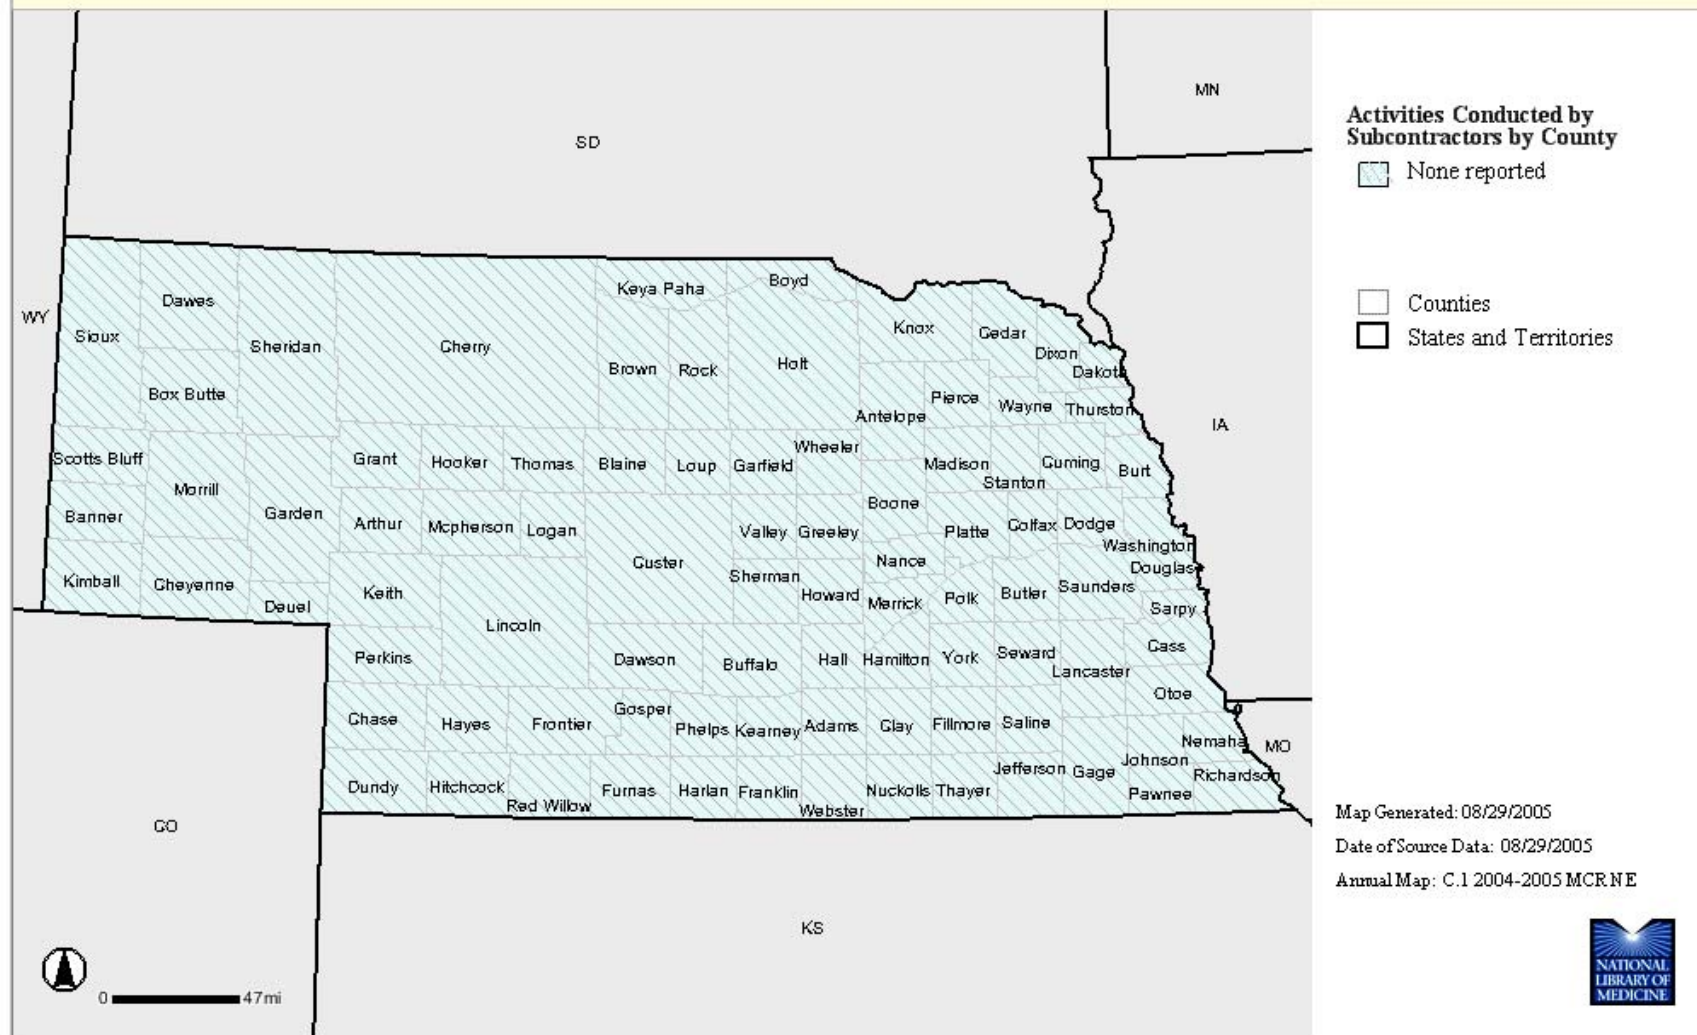 MN
Activities Conducted by
Subcontractors by County
SD
None reported
Keya Paha
Boyd
Dawes
Counties
WY
Knox
Cedar
Sioux
States and Territories
Sheridan
Cherry
Dixon
Brown
Rock
Holt
Dakota
Box Butte
Pierce
Wayne
Thurston
Antelope
IA
Wheeler
Scotts Bluff
Grant
Hooker
Thomas
Blaine
Loup
Garfield
Madison
Cuming
Burt
Stanton
Morrill
Boone
Banner
Garden
Arthur
Mcpherson
Logan
Valley
Greeley
Platte
Colfax
Dodge
Washington
Custer
Nance
Douglas
Kimball
Cheyenne
Sherman
Saunders
Keith
Howard
Merrick
Polk
Butler
Deuel
Sarpy
Lincoln
Cass
Perkins
Dawson
Buffalo
Hall
Hamilton
York
Seward
Lancaster
Otoe
Gosper
Chase
Hayes
Frontier
Phelps
Kearney
Adams
Clay
Fillmore
Saline
Nemaha
MO
Johnson
Jefferson
Gage
Richardson
Dundy
Hitchcock
Furnas
Harlan
Franklin
Nuckolls
Thayer
Pawnee
Red Willow
Webster
Map Generated: 08/29/2005
CO
Date of Source Data: 08/29/2005
Annual Map: C.1 2004-2005 MCR NE
KS
NATIONAL
LIBRARY OF
MEDICINE
0 47mi